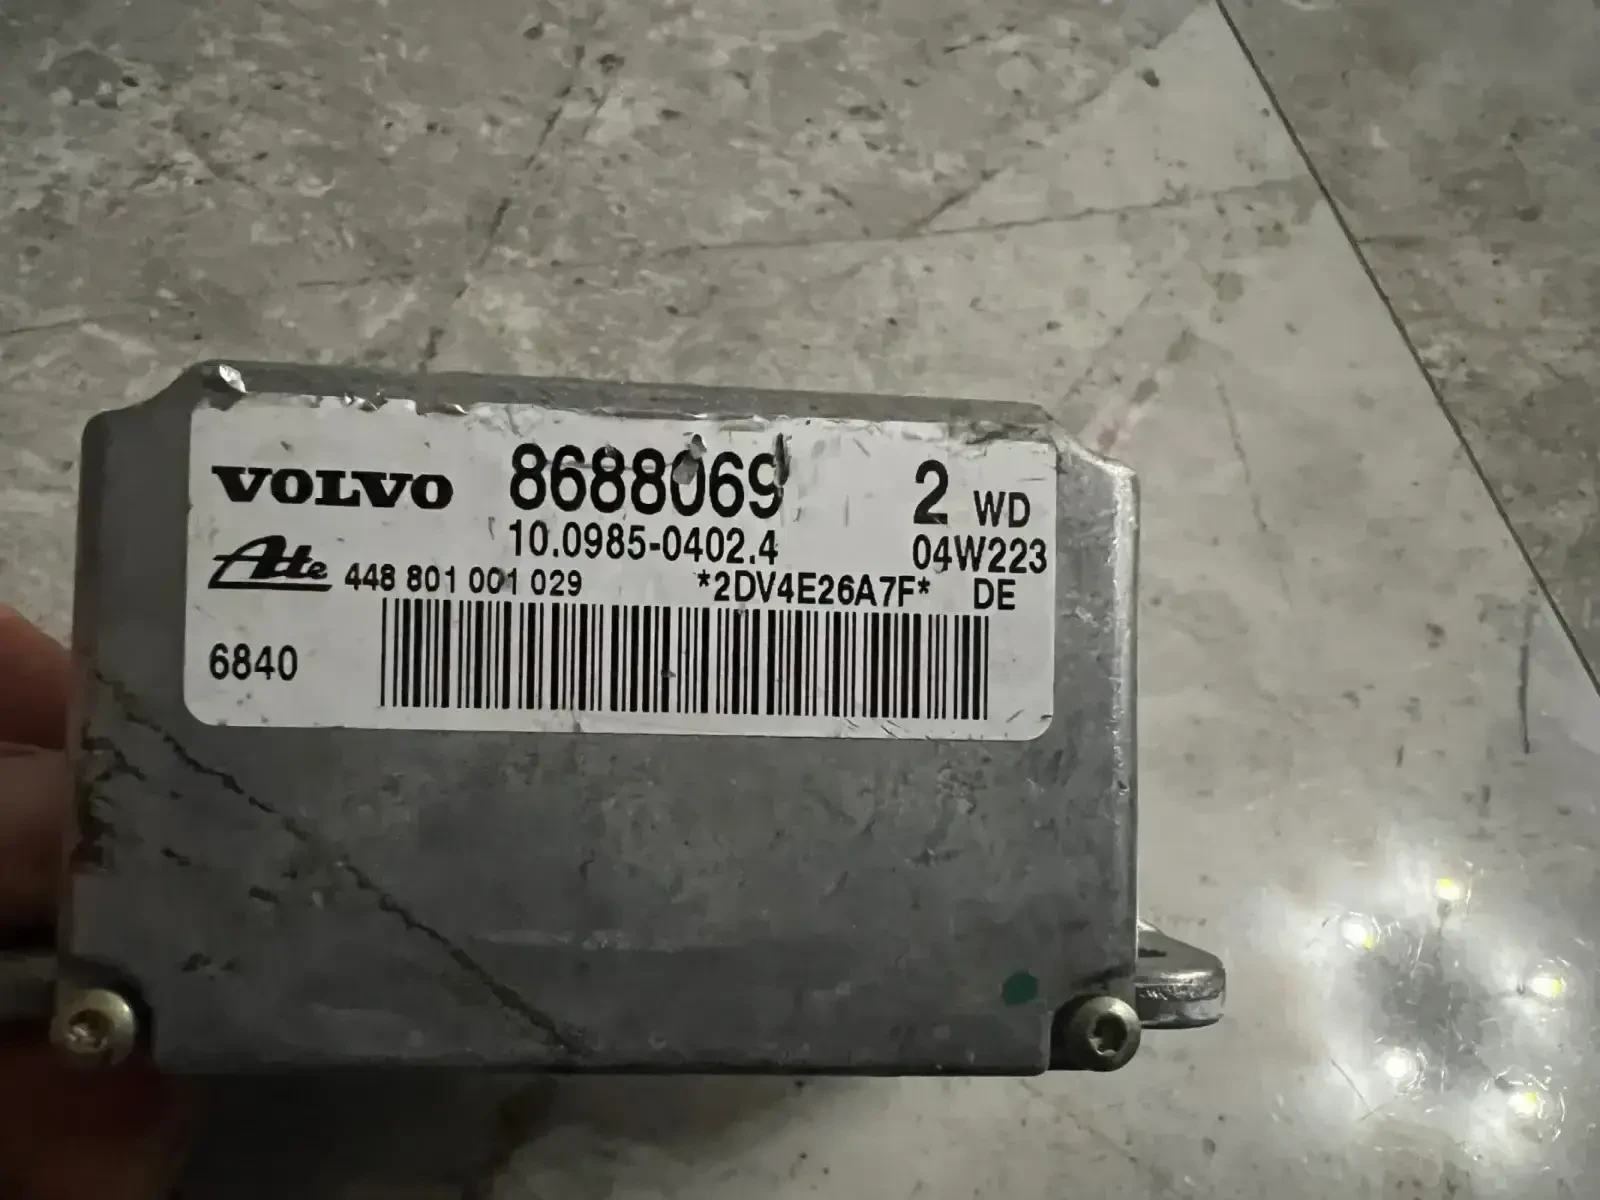 VOLVO 8688069 2 WD
10.0985-0402.4 04W223
Ate 448 801 001 029 *2DV4E26A7F* DE
6840